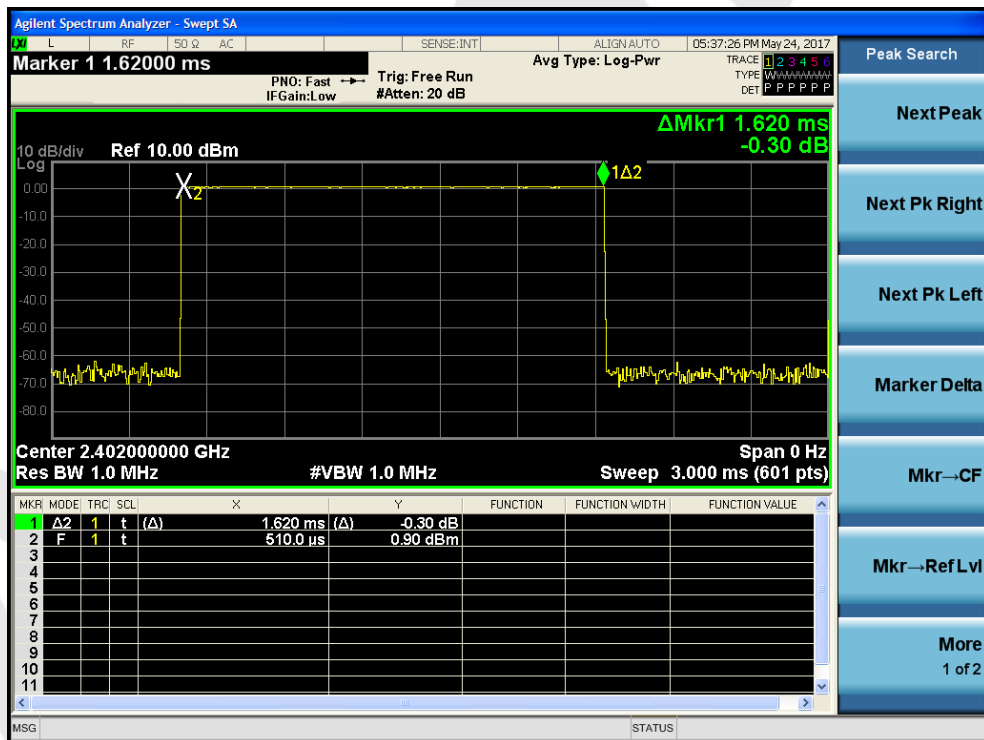 Agilent Spectrum Analyzer - Swept SA
LXI L RF 50 Ω AC SENSE:INT ALIGN AUTO 05:37:26 PM May 24, 2017
Marker 1 1.62000 ms
PNO: Fast
IFGain:Low
Trig: Free Run
#Atten: 20 dB
Avg Type: Log-Pwr
TRACE 1 2 3 4 5 6
TYPE WWWWWW
DET P P P P P P
Peak Search
Next Peak
Next Pk Right
Next Pk Left
Marker Delta
Mkr→CF
Mkr→Ref Lvl
More
1 of 2
ΔMkr1 1.620 ms
-0.30 dB
10 dB/div Ref 10.00 dBm
Log
0.00
-10.0
-20.0
-30.0
-40.0
-50.0
-60.0
-70.0
-80.0
2
1Δ2
Center 2.402000000 GHz Span 0 Hz
Res BW 1.0 MHz #VBW 1.0 MHz Sweep 3.000 ms (601 pts)
MKR MODE TRC SCL X Y FUNCTION FUNCTION WIDTH FUNCTION VALUE
1 Δ2 1 t (Δ) 1.620 ms (Δ) -0.30 dB
2 F 1 t 510.0 µs 0.90 dBm
3
4
5
6
7
8
9
10
11
MSG STATUS